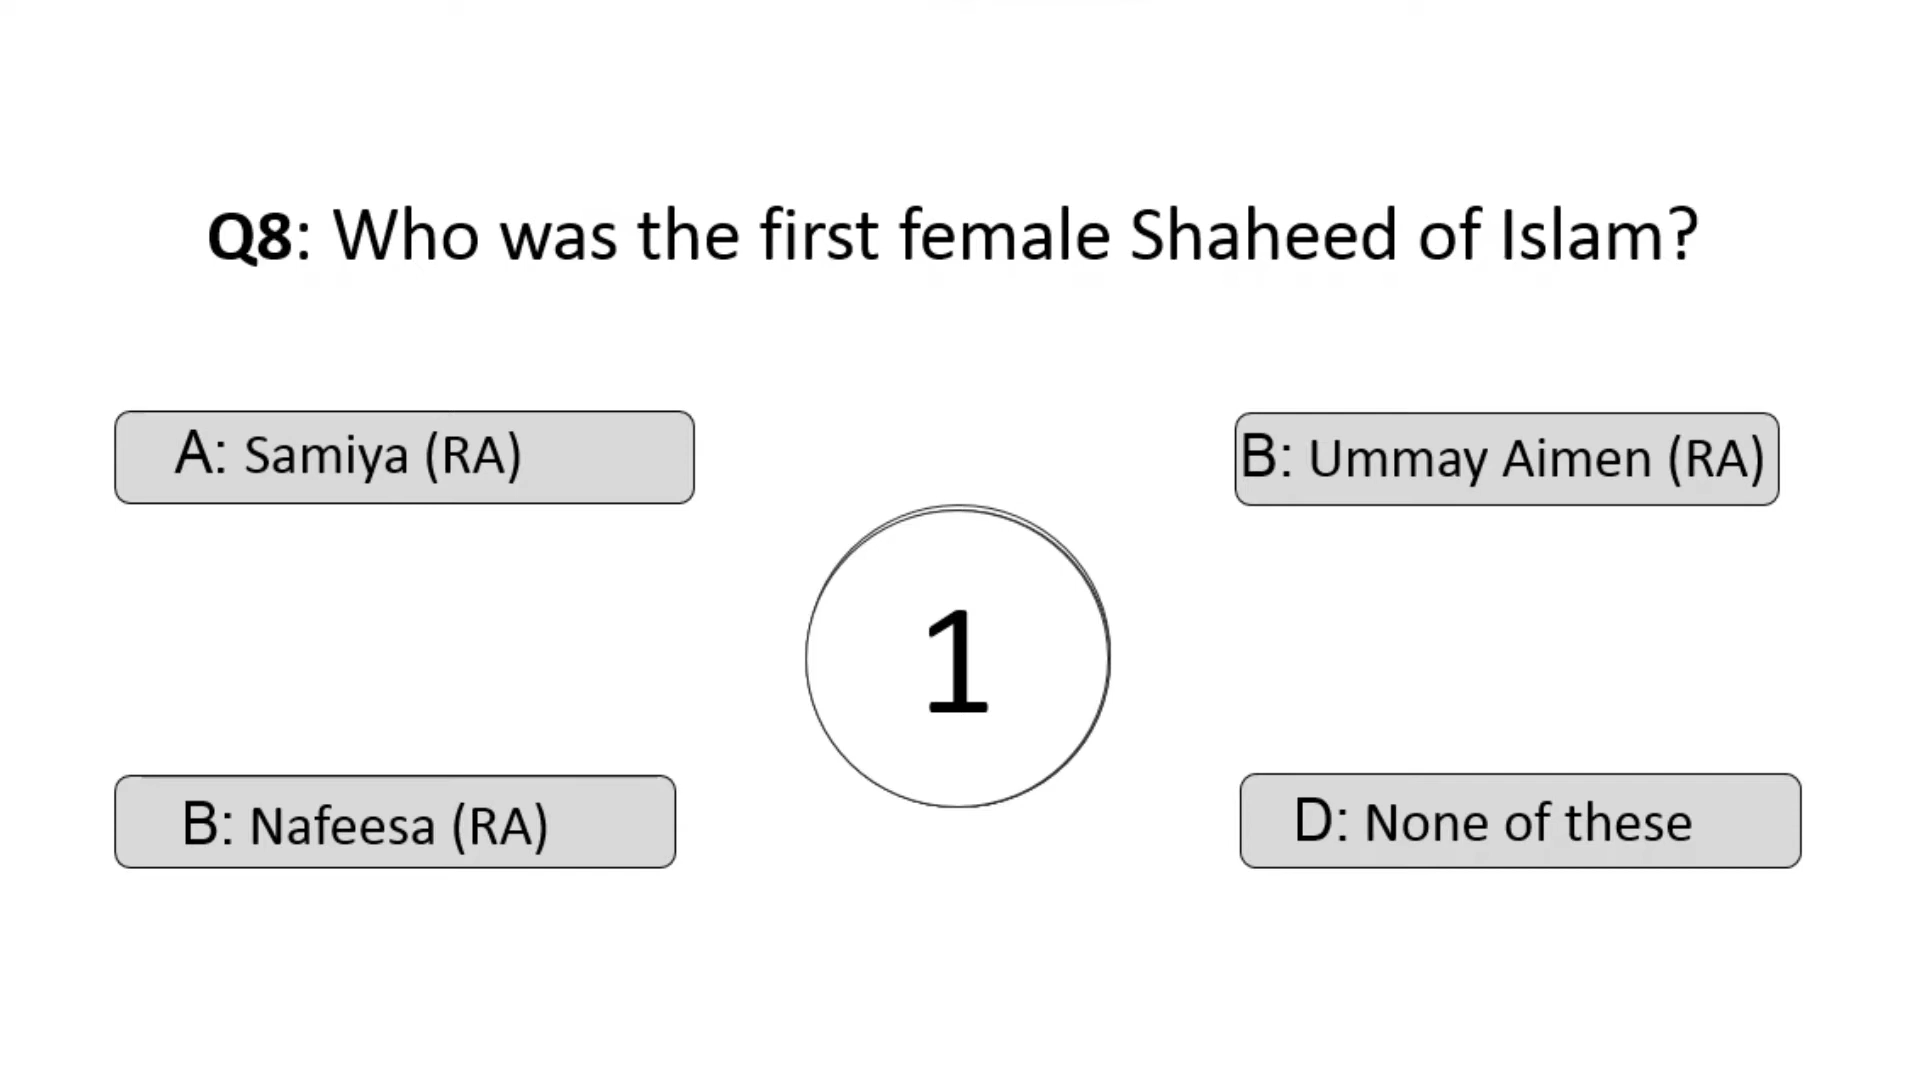 Q8: Who was the first female Shaheed of Islam?
A: Samiya (RA)
B: Ummay Aimen (RA)
1
B: Nafeesa (RA)
D: None of these